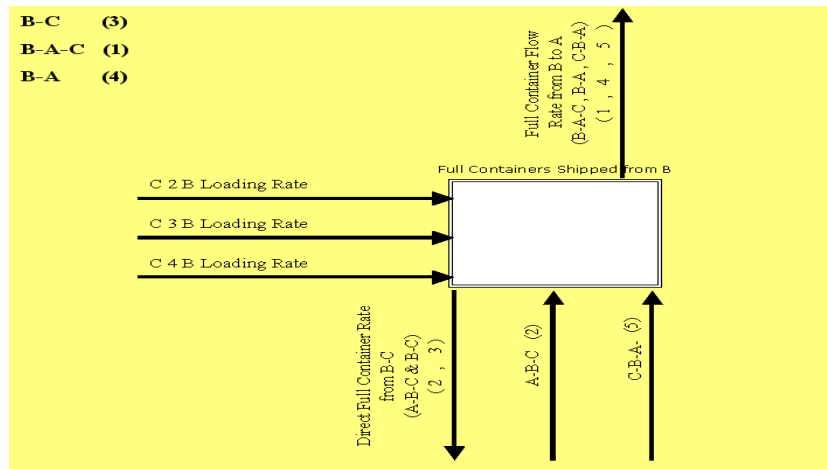 B-C (3)
B-A-C (1)
B-A (4)
Full Container Flow
Rate from B to A
(B-A-C , B-A , C-B-A)
( 1 , 4 , 5 )
Full Containers Shipped from B
C 2 B Loading Rate
C 3 B Loading Rate
C 4 B Loading Rate
Direct Full Container Rate
from B-C
(A-B-C & B-C)
( 2 , 3 )
A-B-C (2)
C-B-A- (5)